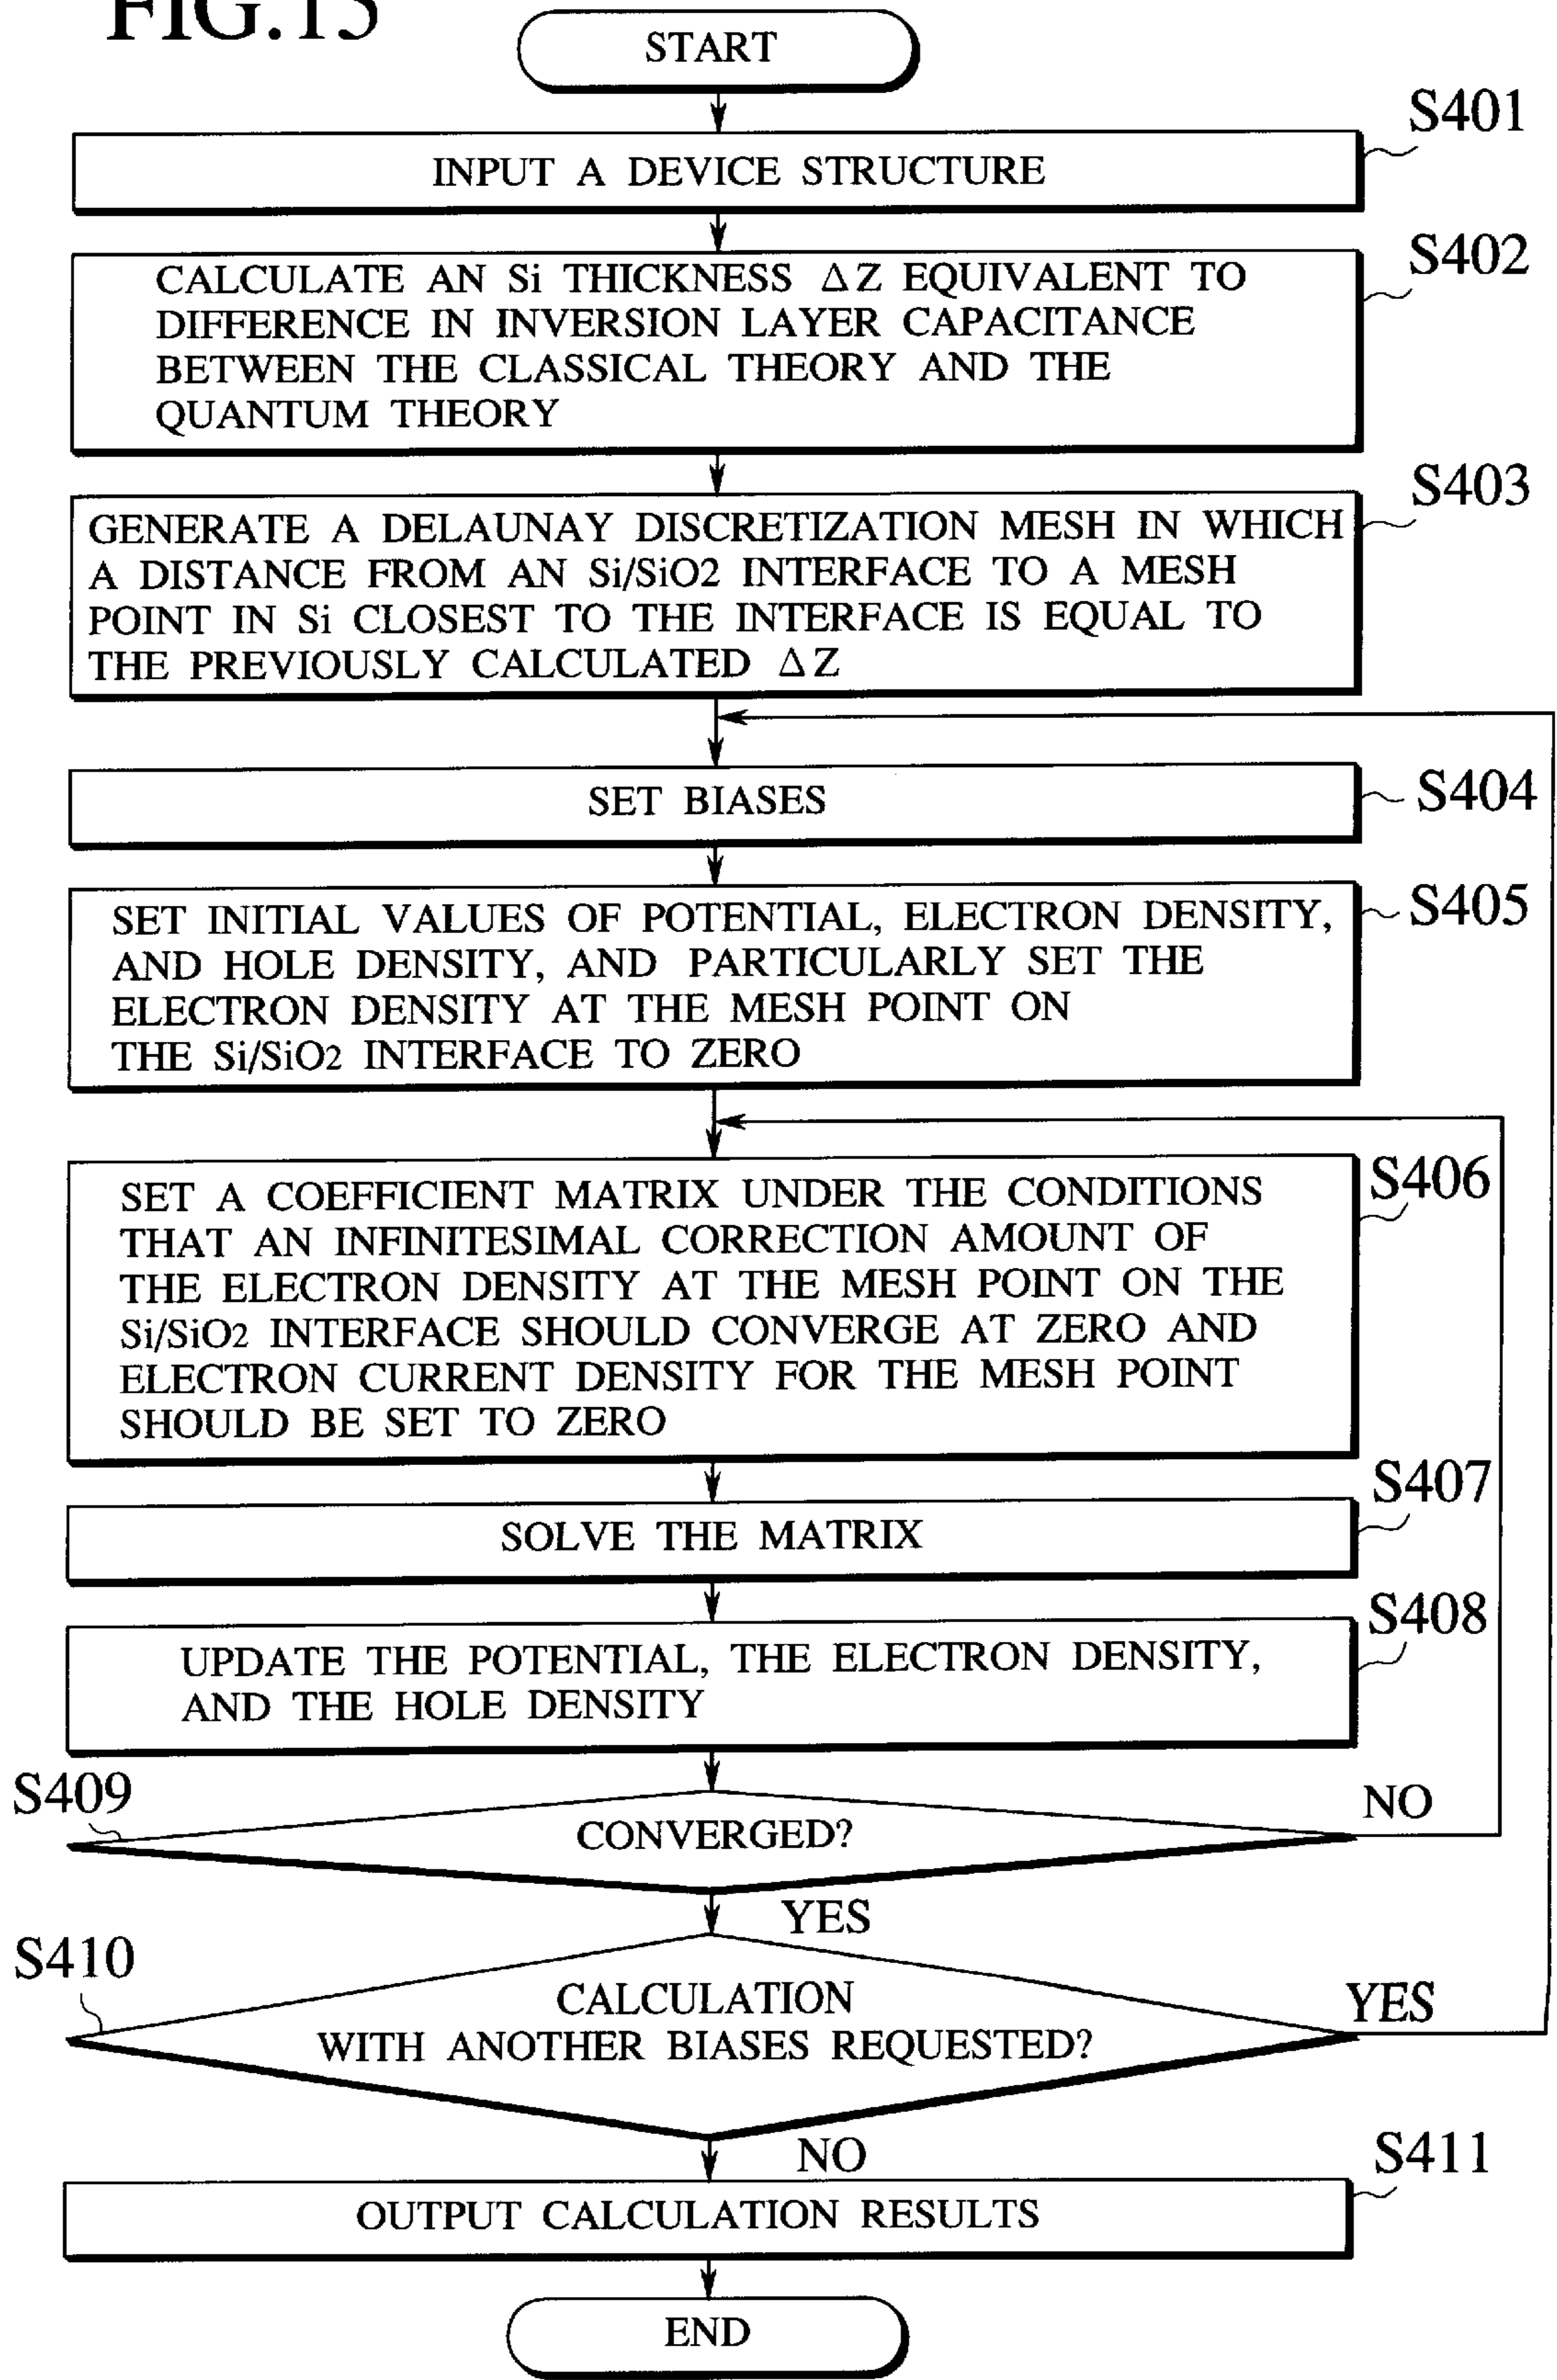 FIG.15
START
S401
INPUT A DEVICE STRUCTURE
S402
CALCULATE AN Si THICKNESS ΔZ EQUIVALENT TO
DIFFERENCE IN INVERSION LAYER CAPACITANCE
BETWEEN THE CLASSICAL THEORY AND THE
QUANTUM THEORY
S403
GENERATE A DELAUNAY DISCRETIZATION MESH IN WHICH
A DISTANCE FROM AN Si/SiO2 INTERFACE TO A MESH
POINT IN Si CLOSEST TO THE INTERFACE IS EQUAL TO
THE PREVIOUSLY CALCULATED ΔZ
SET BIASES
S404
S405
SET INITIAL VALUES OF POTENTIAL, ELECTRON DENSITY,
AND HOLE DENSITY, AND PARTICULARLY SET THE
ELECTRON DENSITY AT THE MESH POINT ON
THE Si/SiO2 INTERFACE TO ZERO
S406
SET A COEFFICIENT MATRIX UNDER THE CONDITIONS
THAT AN INFINITESIMAL CORRECTION AMOUNT OF
THE ELECTRON DENSITY AT THE MESH POINT ON THE
Si/SiO2 INTERFACE SHOULD CONVERGE AT ZERO AND
ELECTRON CURRENT DENSITY FOR THE MESH POINT
SHOULD BE SET TO ZERO
S407
SOLVE THE MATRIX
S408
UPDATE THE POTENTIAL, THE ELECTRON DENSITY,
AND THE HOLE DENSITY
S409
NO
CONVERGED?
YES
S410
CALCULATION
YES
WITH ANOTHER BIASES REQUESTED?
NO
S411
OUTPUT CALCULATION RESULTS
END